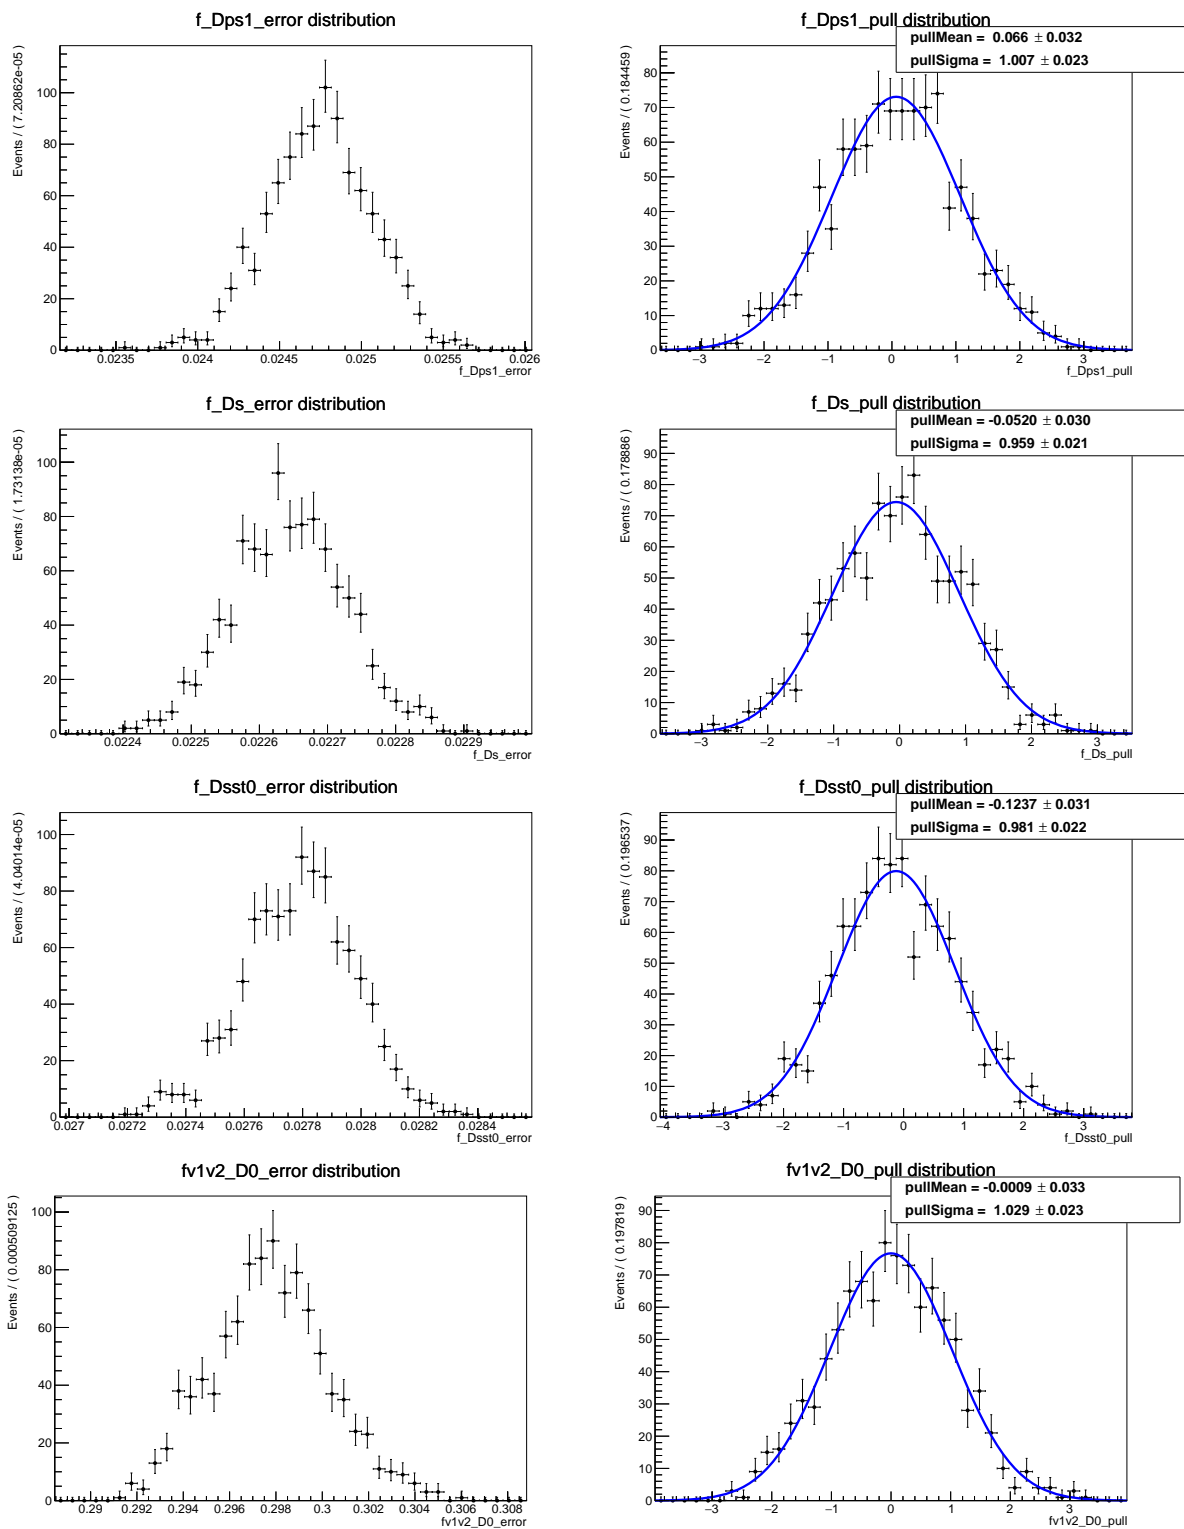 f_Dps1_error distribution
Events / ( 7.20862e-05 )
100
80
60
40
20
0
0.0235 0.024 0.0245 0.025 0.0255 0.026
f_Dps1_error
f_Dps1_pull distribution
pullMean = 0.066 ± 0.032
pullSigma = 1.007 ± 0.023
Events / ( 0.184459 )
80
70
60
50
40
30
20
10
0
−3 −2 −1 0 1 2 3
f_Dps1_pull
f_Ds_error distribution
Events / ( 1.73138e-05 )
100
80
60
40
20
0
0.0224 0.0225 0.0226 0.0227 0.0228 0.0229
f_Ds_error
f_Ds_pull distribution
pullMean = -0.0520 ± 0.030
pullSigma = 0.959 ± 0.021
Events / ( 0.178886 )
90
80
70
60
50
40
30
20
10
0
−3 −2 −1 0 1 2 3
f_Ds_pull
f_Dsst0_error distribution
Events / ( 4.04014e-05 )
100
80
60
40
20
0
0.027 0.0272 0.0274 0.0276 0.0278 0.028 0.0282 0.0284
f_Dsst0_error
f_Dsst0_pull distribution
pullMean = -0.1237 ± 0.031
pullSigma = 0.981 ± 0.022
Events / ( 0.196537 )
90
80
70
60
50
40
30
20
10
0
−4 −3 −2 −1 0 1 2 3
f_Dsst0_pull
fv1v2_D0_error distribution
Events / ( 0.000509125 )
100
80
60
40
20
0
0.29 0.292 0.294 0.296 0.298 0.3 0.302 0.304 0.306 0.308
fv1v2_D0_error
fv1v2_D0_pull distribution
pullMean = -0.0009 ± 0.033
pullSigma = 1.029 ± 0.023
Events / ( 0.197819 )
90
80
70
60
50
40
30
20
10
0
−3 −2 −1 0 1 2 3
fv1v2_D0_pull